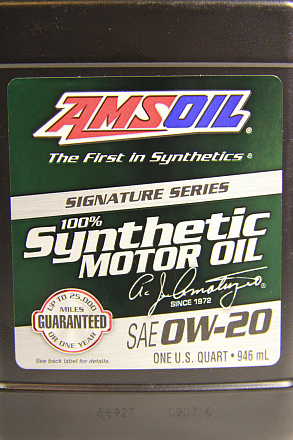 AMSOIL®
The First in Synthetics®
SIGNATURE SERIES
100%
Synthetic
MOTOR OIL
A.J. Amatuzio®
SINCE 1972
UP TO 25,000
MILES
GUARANTEED
OR ONE YEAR
See back label for details.
SAE 0W-20
ONE U.S. QUART • 946 mL